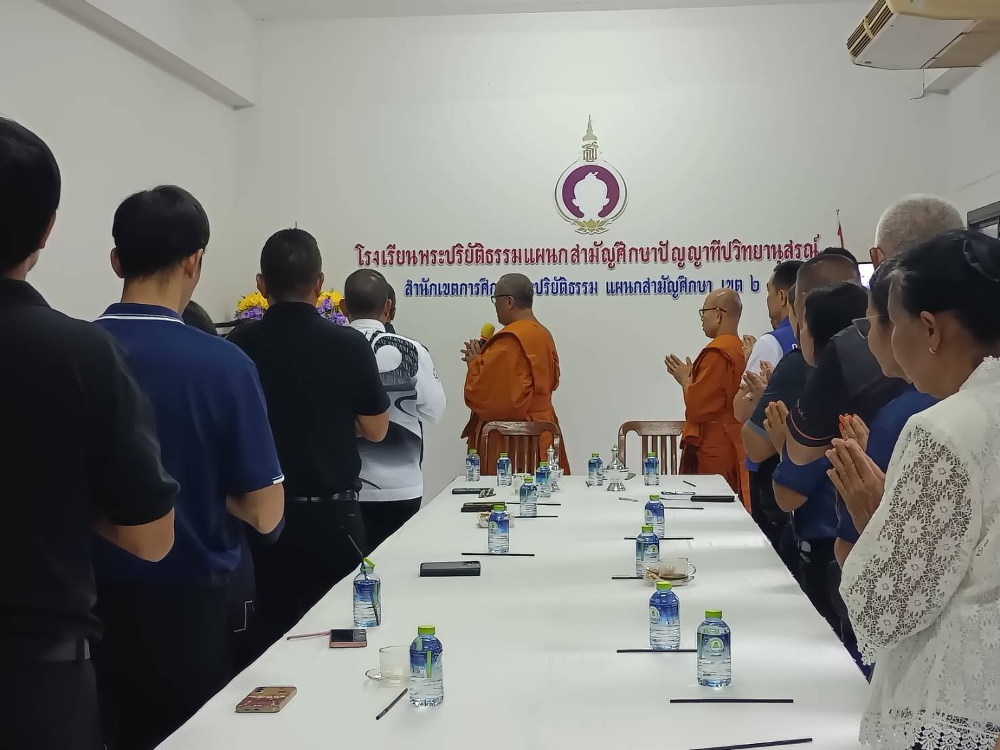 โรงเรียนพระปริยัติธรรมแผนกสามัญศึกษาปัญญาทีปวิทยานุสรณ์
สำนักเขตการศึก ะปริยัติธรรม แผนกสามัญศึกษา เขต ๒